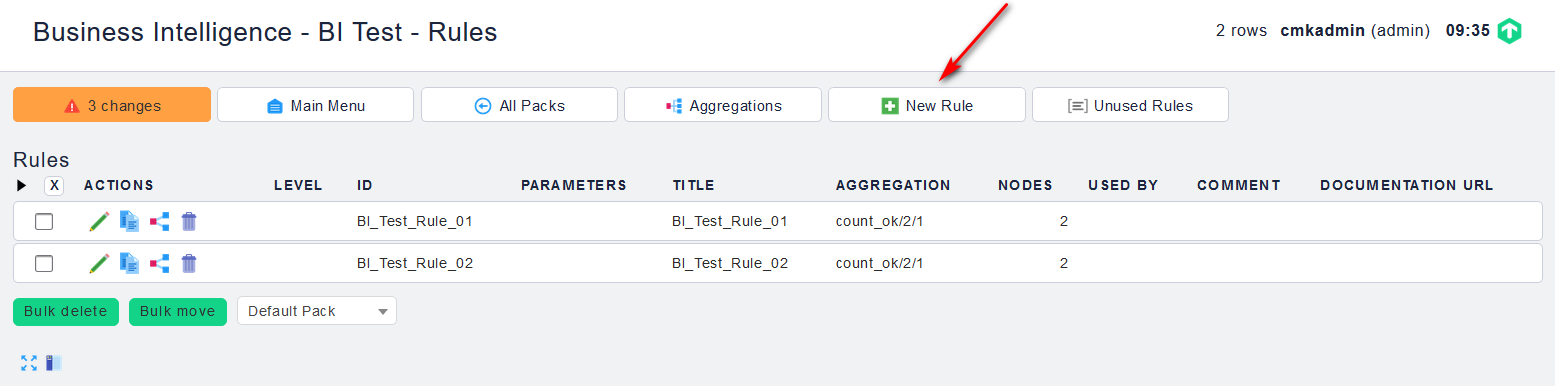 Business Intelligence - BI Test - Rules
2 rows cmkadmin (admin) 09:35
3 changes Main Menu All Packs Aggregations New Rule Unused Rules
Rules
X ACTIONS LEVEL ID PARAMETERS TITLE AGGREGATION NODES USED BY COMMENT DOCUMENTATION URL
BI_Test_Rule_01 BI_Test_Rule_01 count_ok/2/1 2
BI_Test_Rule_02 BI_Test_Rule_02 count_ok/2/1 2
Bulk delete Bulk move Default Pack